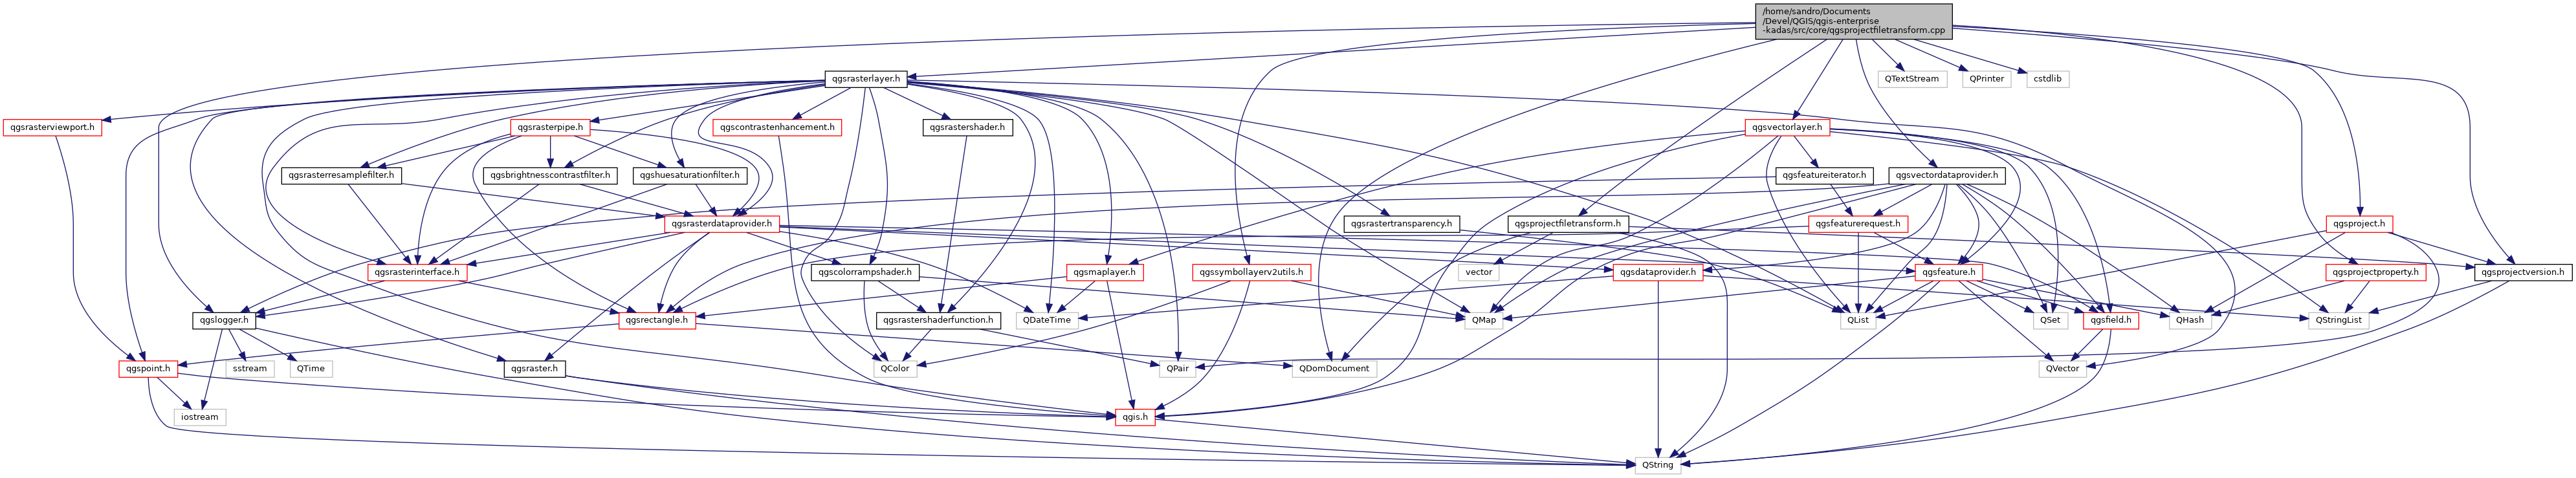 /home/sandro/Documents
/Devel/QGIS/qgis-enterprise
-kadas/src/core/qgsprojectfiletransform.cpp
qgsrasterlayer.h
QTextStream
QPrinter
cstdlib
qgsrasterviewport.h
qgsrasterpipe.h
qgscontrastenhancement.h
qgsrastershader.h
qgsvectorlayer.h
qgsrasterresamplefilter.h
qgsbrightnesscontrastfilter.h
qgshuesaturationfilter.h
qgsfeatureiterator.h
qgsvectordataprovider.h
qgsrasterdataprovider.h
qgsrastertransparency.h
qgsprojectfiletransform.h
qgsfeaturerequest.h
qgsproject.h
qgsrasterinterface.h
qgscolorrampshader.h
qgsmaplayer.h
qgssymbollayerv2utils.h
vector
qgsdataprovider.h
qgsfeature.h
qgsprojectproperty.h
qgsprojectversion.h
qgslogger.h
qgsrectangle.h
qgsrastershaderfunction.h
QDateTime
QMap
QList
QSet
qgsfield.h
QHash
QStringList
qgspoint.h
sstream
QTime
qgsraster.h
QColor
QPair
QDomDocument
QVector
iostream
qgis.h
QString